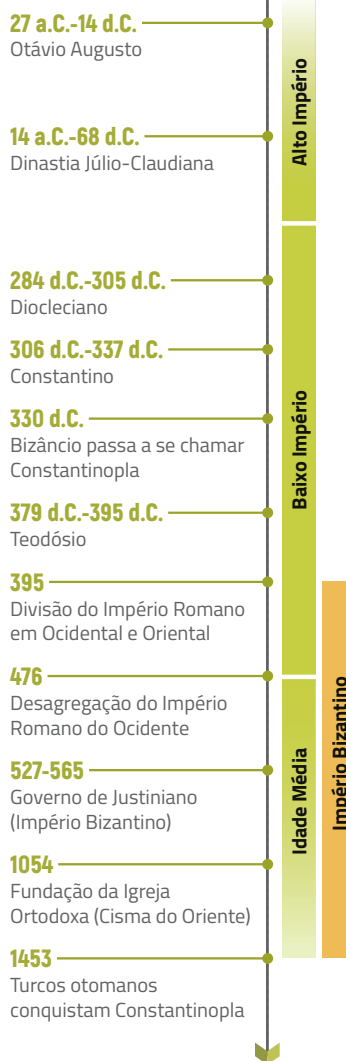 27 a.C.-14 d.C.
Otávio Augusto
14 a.C.-68 d.C.
Dinastia Júlio-Claudiana
Alto Império
284 d.C.-305 d.C.
Diocleciano
306 d.C.-337 d.C.
Constantino
330 d.C.
Bizâncio passa a se chamar
Constantinopla
379 d.C.-395 d.C.
Teodósio
Baixo Império
395
Divisão do Império Romano
em Ocidental e Oriental
476
Desagregação do Império
Romano do Ocidente
527-565
Governo de Justiniano
(Império Bizantino)
1054
Fundação da Igreja
Ortodoxa (Cisma do Oriente)
1453
Turcos otomanos
conquistam Constantinopla
Idade Média
Império Bizantino